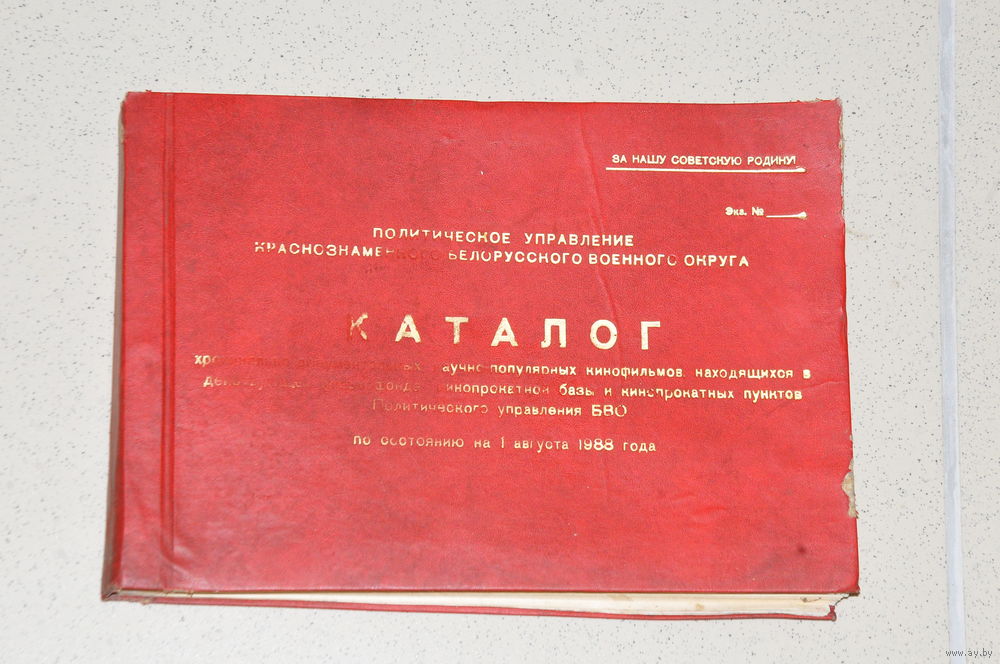 ЗА НАШУ СОВЕТСКУЮ РОДИНУ!
Экз. №
ПОЛИТИЧЕСКОЕ УПРАВЛЕНИЕ
КРАСНОЗНАМЕННОГО БЕЛОРУССКОГО ВОЕННОГО ОКРУГА
КАТАЛОГ
научно-популярных кинофильмов, находящихся в
кинопрокатной базы и кинопрокатных пунктов
Политического управления БВО
по состоянию на 1 августа 1988 года
www.ay.by